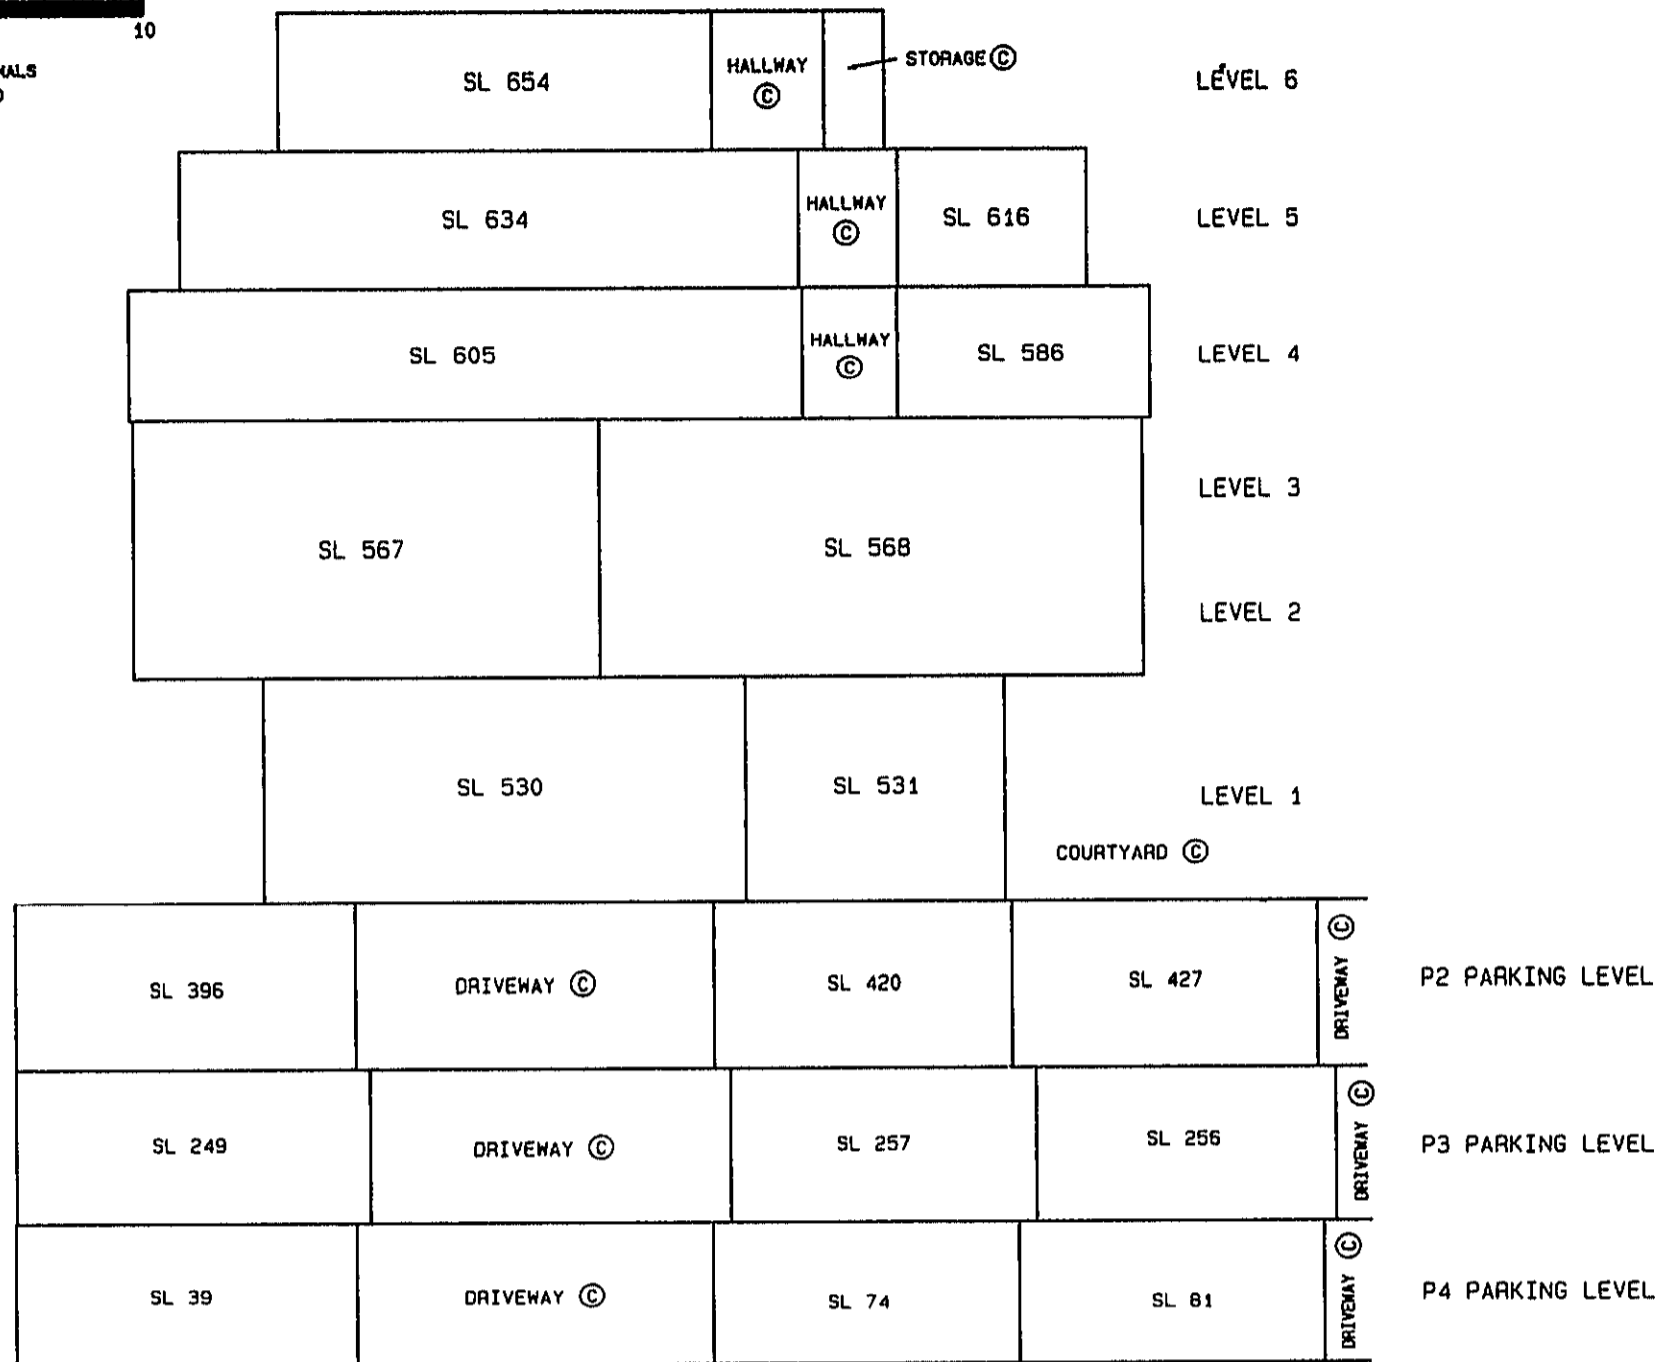 10
SL 654
HALLWAY
Ⓒ
STORAGE Ⓒ
LEVEL 6
SL 634
HALLWAY
Ⓒ
SL 616
LEVEL 5
SL 605
HALLWAY
Ⓒ
SL 586
LEVEL 4
LEVEL 3
SL 567
SL 568
LEVEL 2
SL 530
SL 531
LEVEL 1
COURTYARD Ⓒ
SL 396
DRIVEWAY Ⓒ
SL 420
SL 427
DRIVEWAY Ⓒ
P2 PARKING LEVEL
SL 249
DRIVEWAY Ⓒ
SL 257
SL 256
DRIVEWAY Ⓒ
P3 PARKING LEVEL
SL 39
DRIVEWAY Ⓒ
SL 74
SL 81
DRIVEWAY Ⓒ
P4 PARKING LEVEL